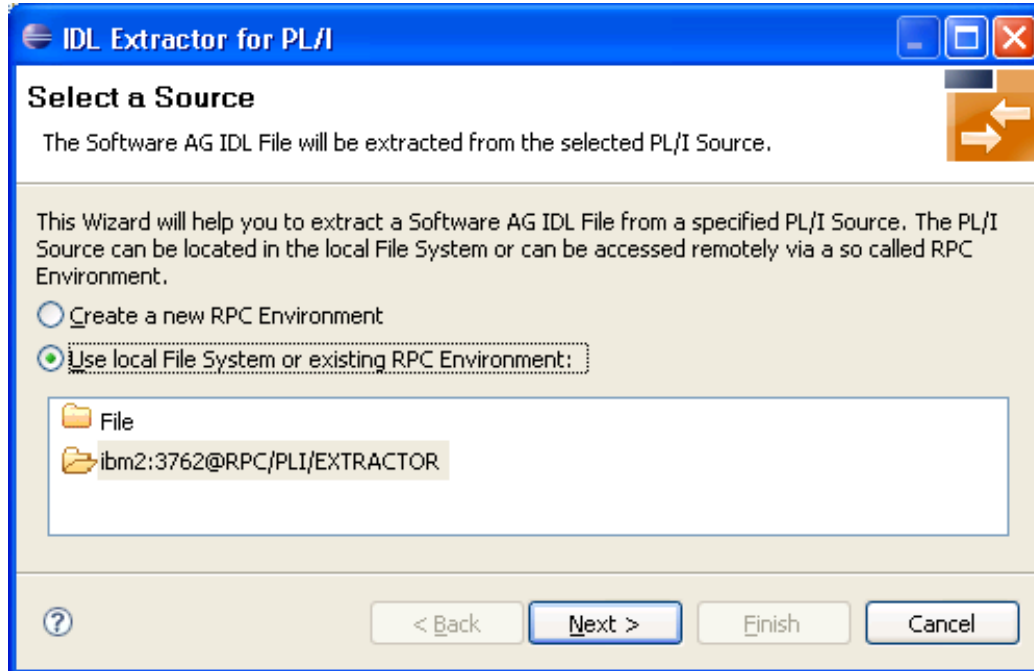 IDL Extractor for PL/I
Select a Source
The Software AG IDL File will be extracted from the selected PL/I Source.
This Wizard will help you to extract a Software AG IDL File from a specified PL/I Source. The PL/I
Source can be located in the local File System or can be accessed remotely via a so called RPC
Environment.
Create a new RPC Environment
Use local File System or existing RPC Environment:
File
ibm2:3762@RPC/PLI/EXTRACTOR
? < Back Next > Finish Cancel